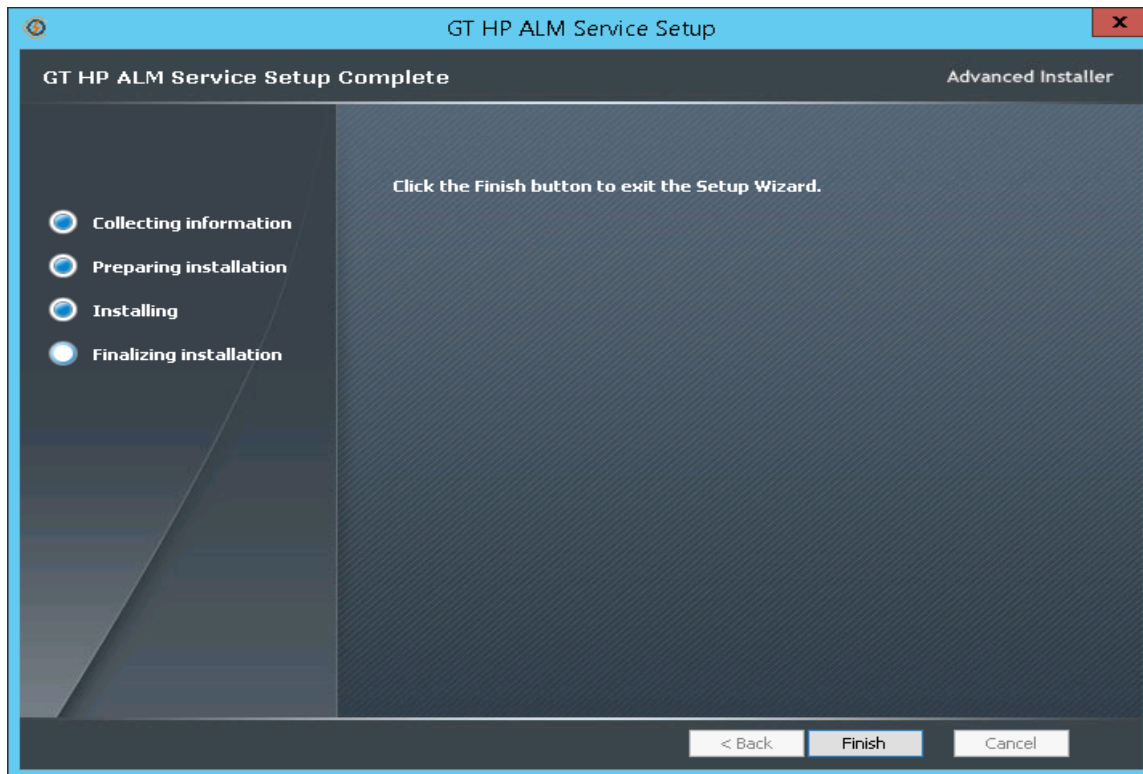 GT HP ALM Service Setup
x
GT HP ALM Service Setup Complete
Advanced Installer
Click the Finish button to exit the Setup Wizard.
Collecting information
Preparing installation
Installing
Finalizing installation
< Back
Finish
Cancel